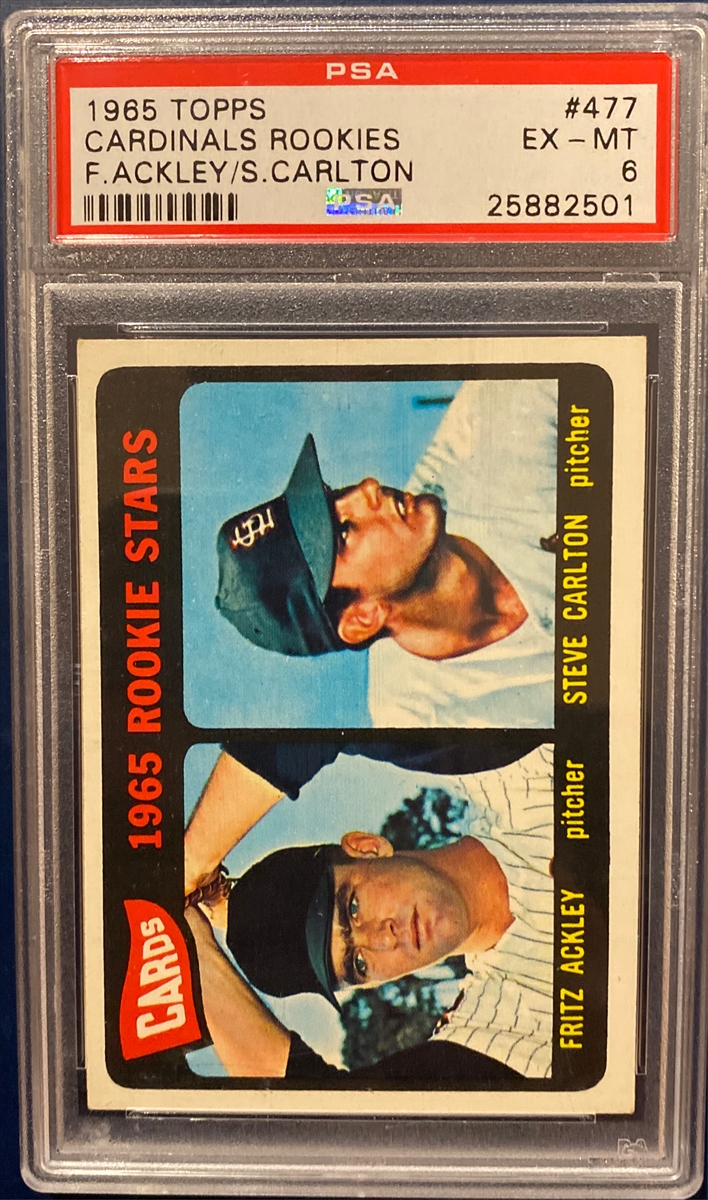 PSA
1965 TOPPS #477
CARDINALS ROOKIES EX - MT
F.ACKLEY/S.CARLTON 6
PSA 25882501
CARDS 1965 ROOKIE STARS
FRITZ ACKLEY pitcher STEVE CARLTON pitcher